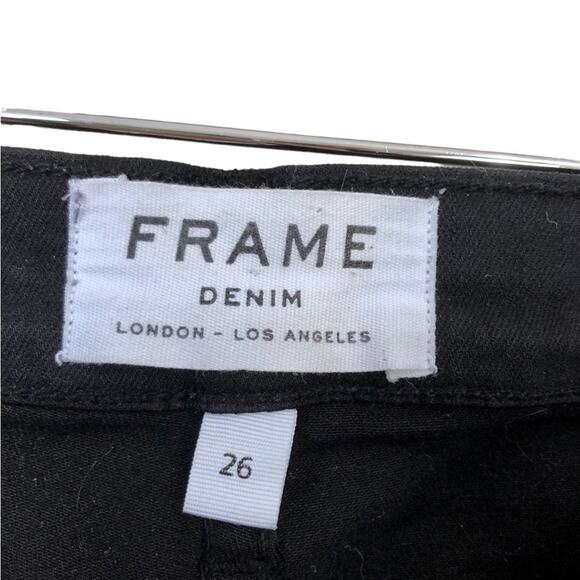 FRAME
DENIM
LONDON - LOS ANGELES
26